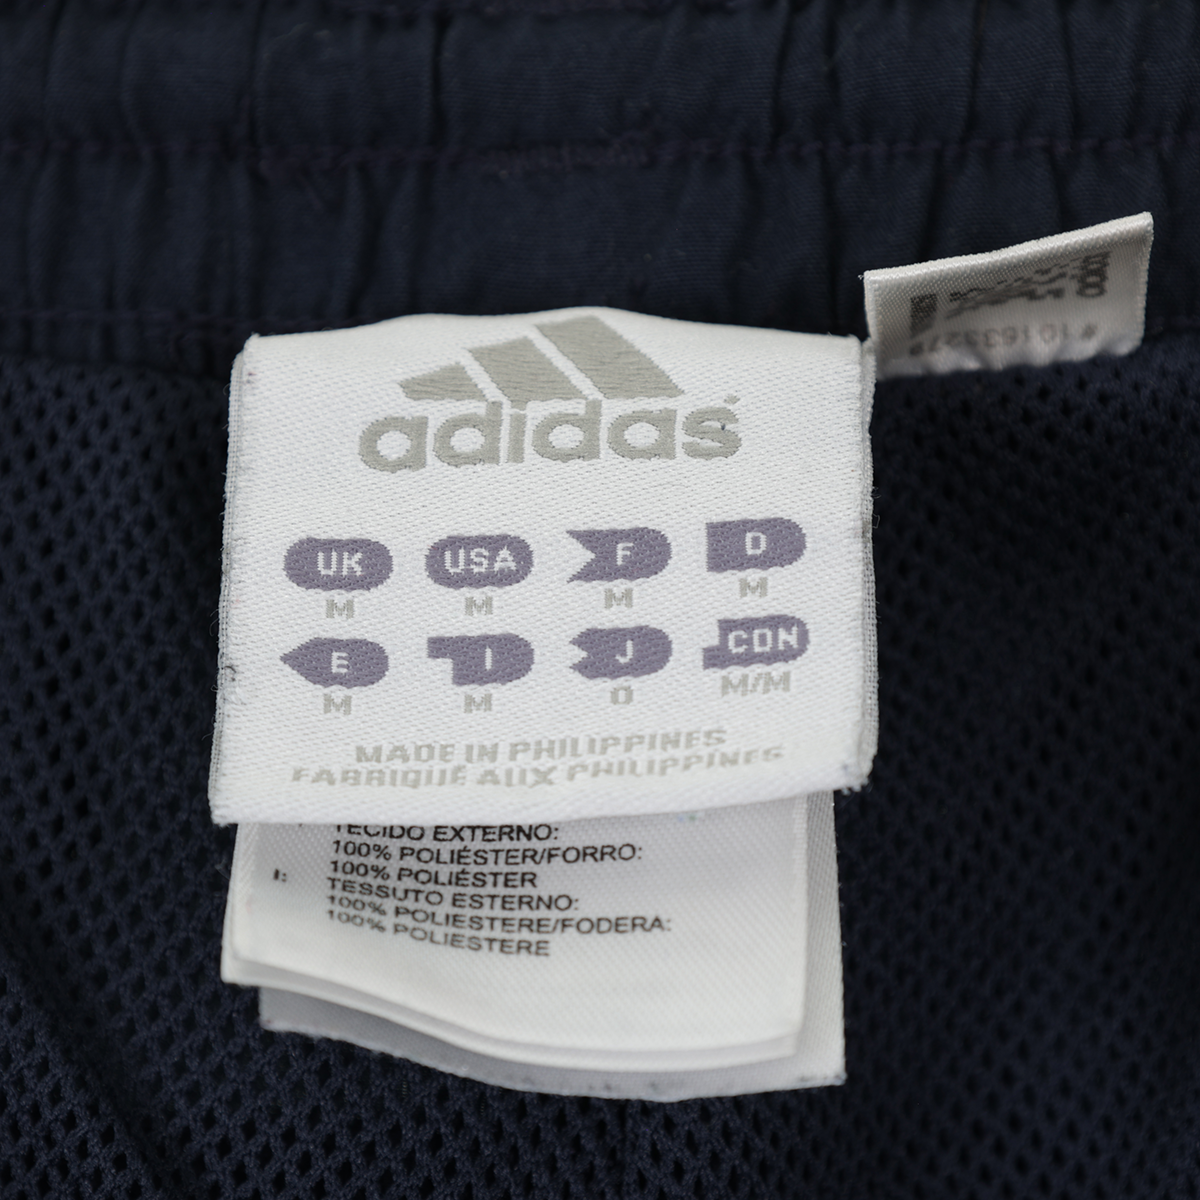 adidas
UK USA F D
M M M M
E I J CDN
M M O M/M
MADE IN PHILIPPINES
FABRIQUÉ AUX PHILIPPINES
TECIDO EXTERNO:
100% POLIÉSTER/FORRO:
100% POLIÉSTER
I: TESSUTO ESTERNO:
100% POLIESTERE/FODERA:
100% POLIESTERE